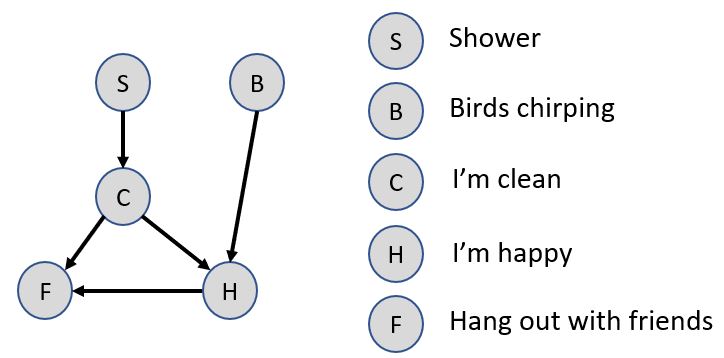 S
B
C
F
H
S Shower
B Birds chirping
C I’m clean
H I’m happy
F Hang out with friends